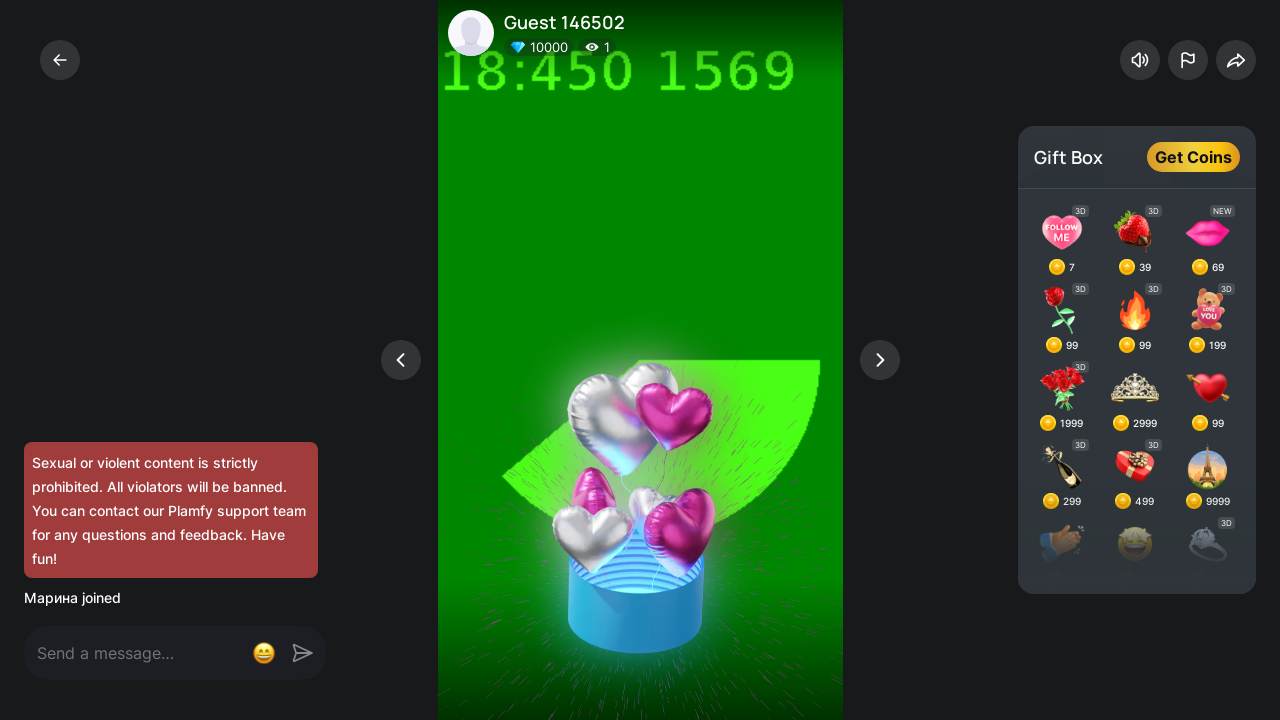 Guest 146502
10000
1
18:450 1569
Gift Box
Get Coins
3D
3D
NEW
FOLLOW
ME
7
39
69
3D
3D
3D
LOVE
YOU
99
99
199
3D
1999
2999
99
3D
3D
299
499
9999
3D
Sexual or violent content is strictly
prohibited. All violators will be banned.
You can contact our Plamfy support team
for any questions and feedback. Have
fun!
Марина joined
Send a message...